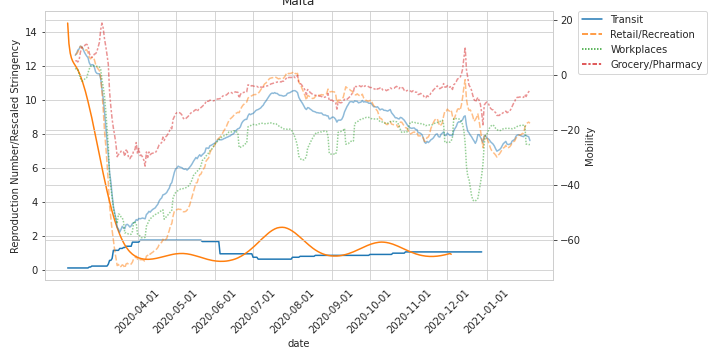 Malta
Reproduction Number/Rescaled Stringency
14
12
10
8
6
4
2
0
20
0
−20
−40
−60
Mobility
Transit
Retail/Recreation
Workplaces
Grocery/Pharmacy
2020-04-01
2020-05-01
2020-06-01
2020-07-01
2020-08-01
2020-09-01
2020-10-01
2020-11-01
2020-12-01
2021-01-01
date